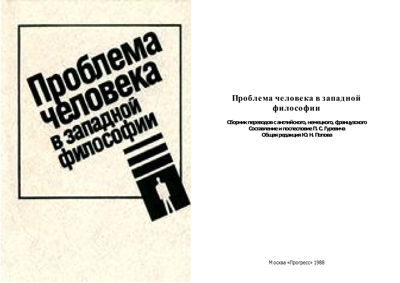 Проблема
человека
в западной
философии
Проблема человека в западной
философии
Сборник переводов с английского, немецкого, французского
Составление и послесловие П. С. Гуревича
Общая редакция Ю. Н. Попова
Москва «Прогресс» 1988